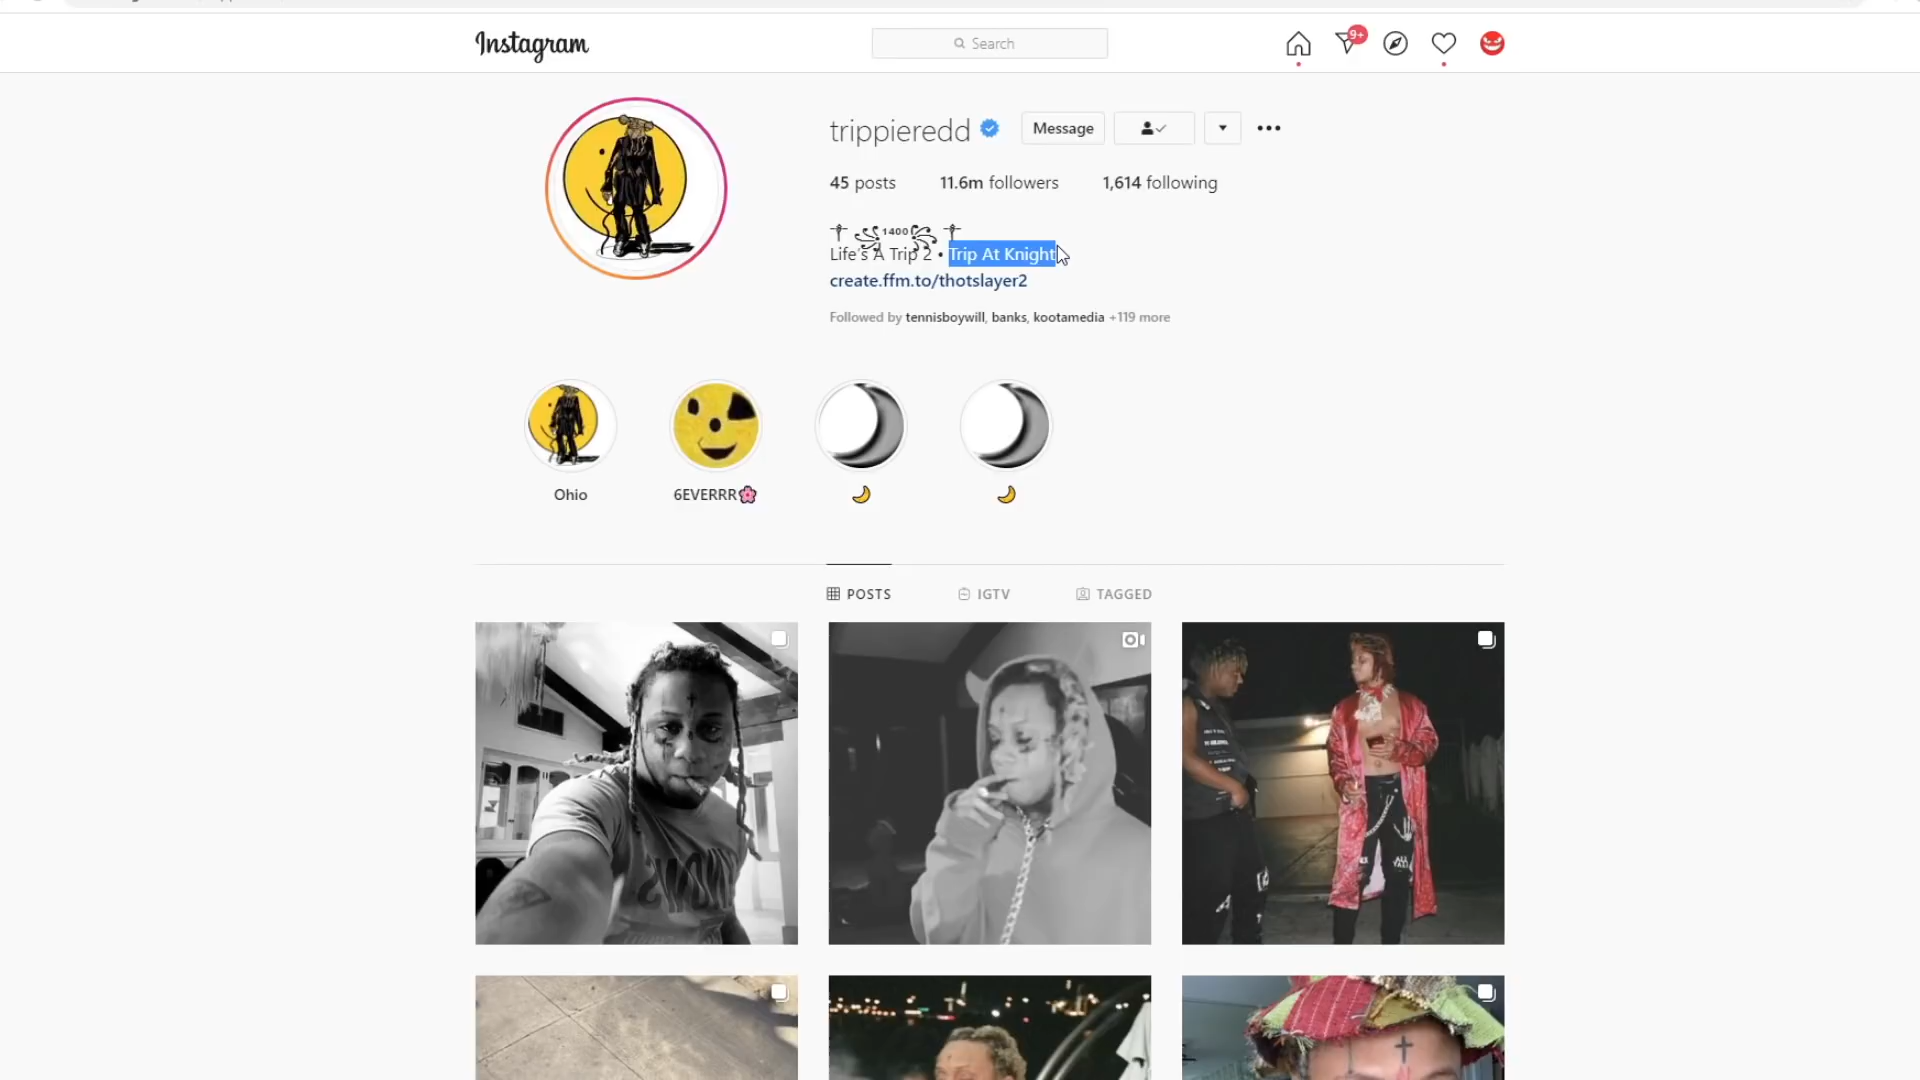 Instagram
Search
9+
trippieredd
Message
45 posts 11.6m followers 1,614 following
1400
Life's A Trip 2 • Trip At Knight
create.ffm.to/thotslayer2
Followed by tennisboywill, banks, kootamedia +119 more
Ohio
6EVERRR🌸
🌙
🌙
POSTS IGTV TAGGED